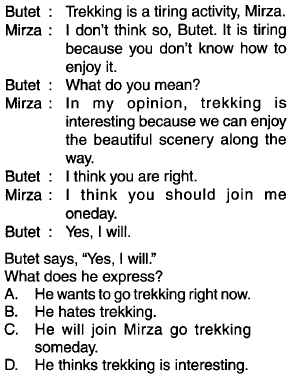 Butet : Trekking is a tiring activity, Mirza.
Mirza : I don't think so, Butet. It is tiring
because you don't know how to
enjoy it.
Butet : What do you mean?
Mirza : In my opinion, trekking is
interesting because we can enjoy
the beautiful scenery along the
way.
Butet : I think you are right.
Mirza : I think you should join me
oneday.
Butet : Yes, I will.
Butet says, “Yes, I will.”
What does he express?
A. He wants to go trekking right now.
B. He hates trekking.
C. He will join Mirza go trekking
someday.
D. He thinks trekking is interesting.